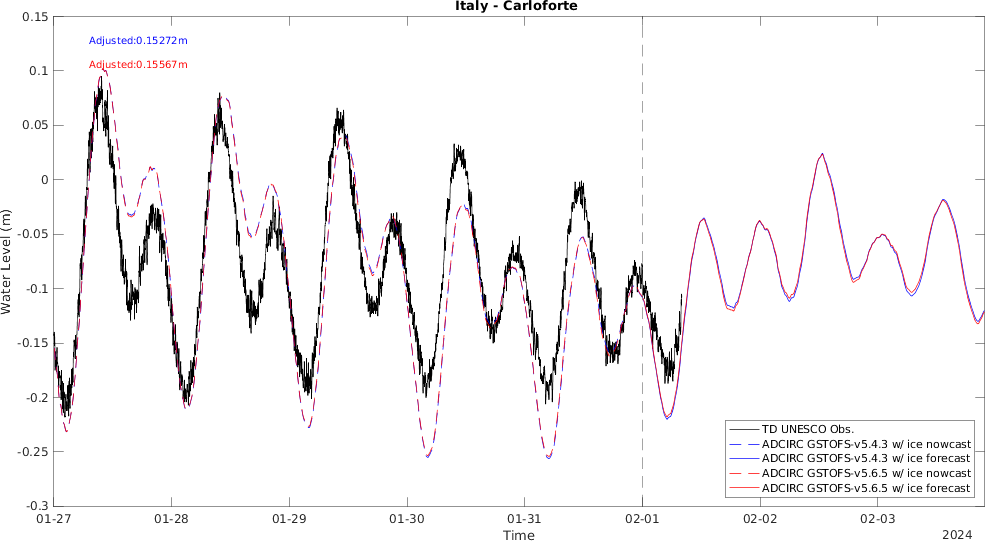 Italy - Carloforte
Adjusted:0.15272m
Adjusted:0.15567m
Water Level (m)
0.15
0.1
0.05
0
-0.05
-0.1
-0.15
-0.2
-0.25
-0.3
TD UNESCO Obs.
ADCIRC GSTOFS-v5.4.3 w/ ice nowcast
ADCIRC GSTOFS-v5.4.3 w/ ice forecast
ADCIRC GSTOFS-v5.6.5 w/ ice nowcast
ADCIRC GSTOFS-v5.6.5 w/ ice forecast
01-27 01-28 01-29 01-30 01-31 02-01 02-02 02-03
Time
2024